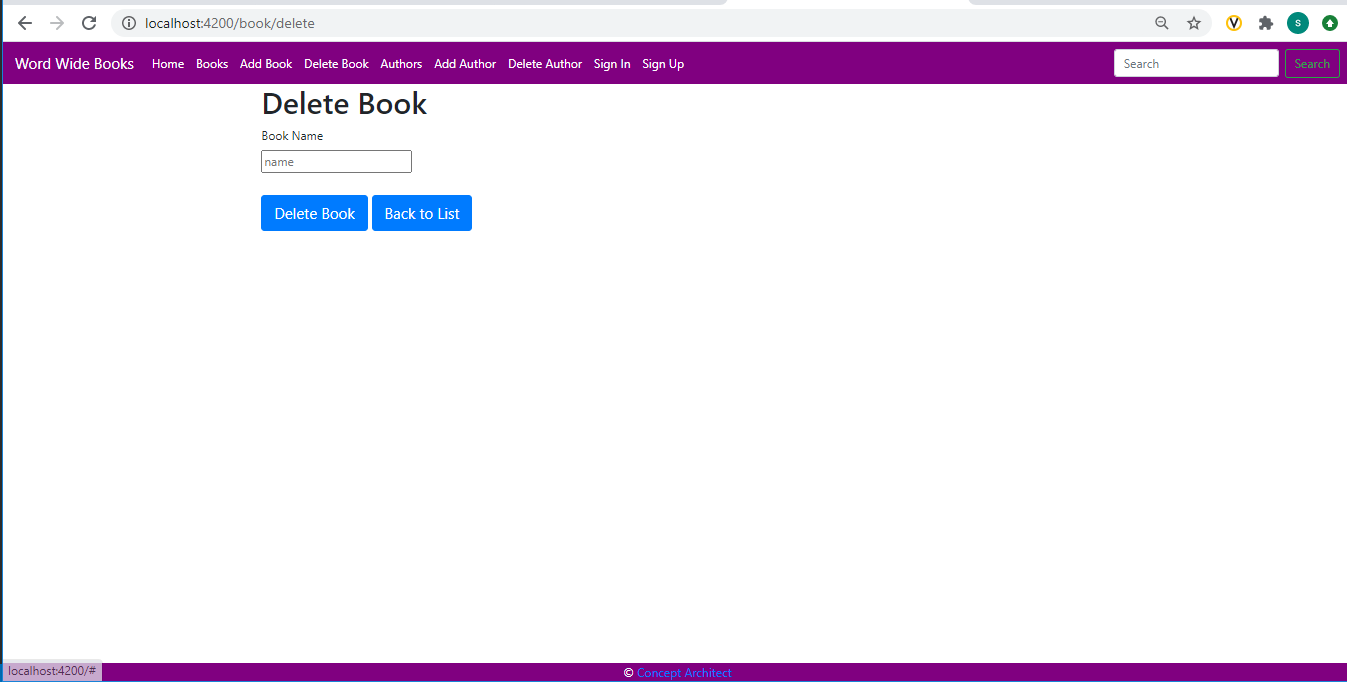 localhost:4200/book/delete
V
S
Word Wide Books Home Books Add Book Delete Book Authors Add Author Delete Author Sign In Sign Up Search Search
Delete Book
Book Name
name
Delete Book Back to List
localhost:4200/#
© Concept Architect